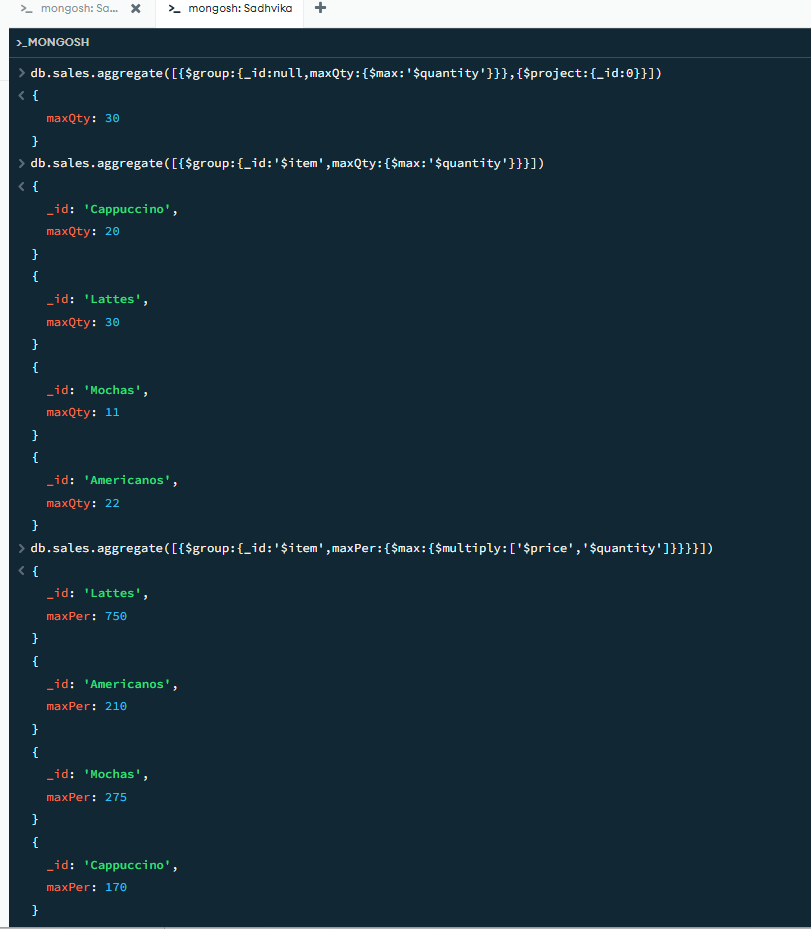 >_ mongosh: Sa... ✕ >_ mongosh: Sadhvika +
>_MONGOSH
> db.sales.aggregate([{$group:{_id:null,maxQty:{$max:'$quantity'}}},{$project:{_id:0}}])
< {
maxQty: 30
}
> db.sales.aggregate([{$group:{_id:'$item',maxQty:{$max:'$quantity'}}}])
< {
_id: 'Cappuccino',
maxQty: 20
}
{
_id: 'Lattes',
maxQty: 30
}
{
_id: 'Mochas',
maxQty: 11
}
{
_id: 'Americanos',
maxQty: 22
}
> db.sales.aggregate([{$group:{_id:'$item',maxPer:{$max:{$multiply:['$price','$quantity']}}}}])
< {
_id: 'Lattes',
maxPer: 750
}
{
_id: 'Americanos',
maxPer: 210
}
{
_id: 'Mochas',
maxPer: 275
}
{
_id: 'Cappuccino',
maxPer: 170
}